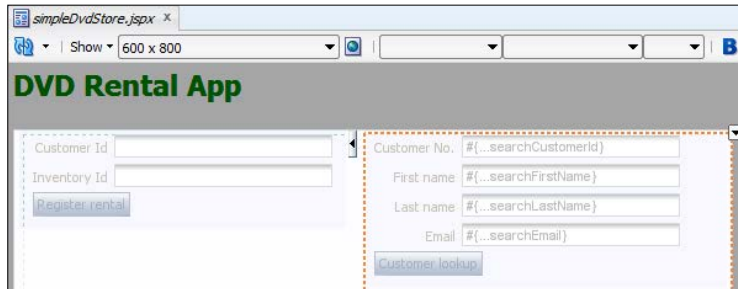 simpleDvdStore.jspx x
Show 600 x 800 B
DVD Rental App
Customer Id
Inventory Id
Register rental
Customer No. #{...searchCustomerId}
First name #{...searchFirstName}
Last name #{...searchLastName}
Email #{...searchEmail}
Customer lookup